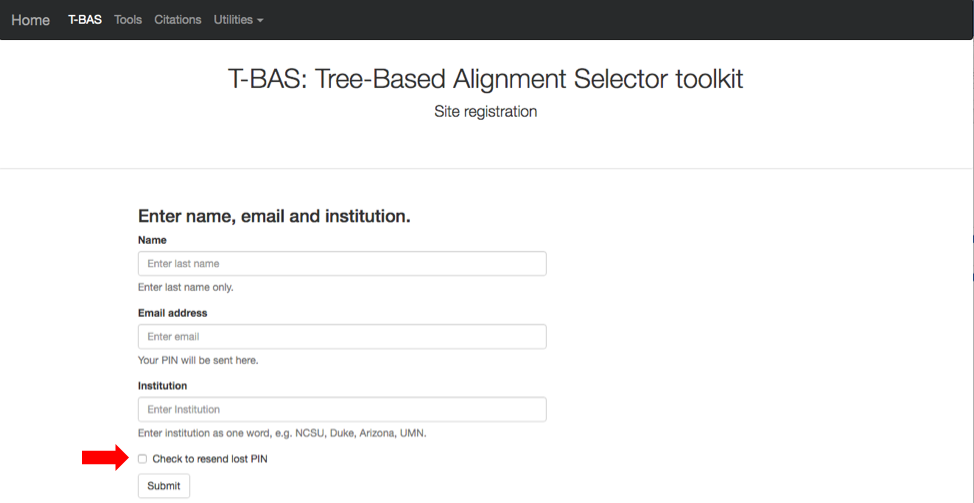 Home T-BAS Tools Citations Utilities
T-BAS: Tree-Based Alignment Selector toolkit
Site registration
Enter name, email and institution.
Name
Enter last name
Enter last name only.
Email address
Enter email
Your PIN will be sent here.
Institution
Enter Institution
Enter institution as one word, e.g. NCSU, Duke, Arizona, UMN.
Check to resend lost PIN
Submit